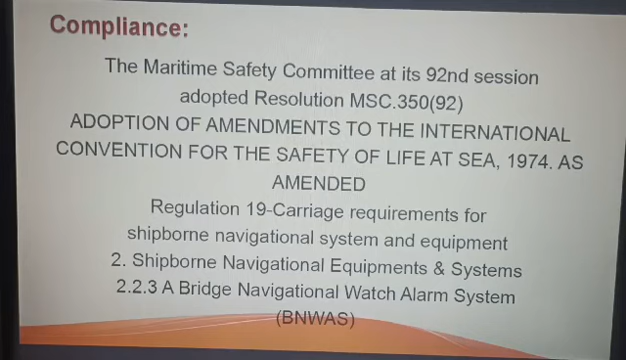 Compliance:
The Maritime Safety Committee at its 92nd session
adopted Resolution MSC.350(92)
ADOPTION OF AMENDMENTS TO THE INTERNATIONAL
CONVENTION FOR THE SAFETY OF LIFE AT SEA, 1974. AS
AMENDED
Regulation 19-Carriage requirements for
shipborne navigational system and equipment
2. Shipborne Navigational Equipments & Systems
2.2.3 A Bridge Navigational Watch Alarm System
(BNWAS)